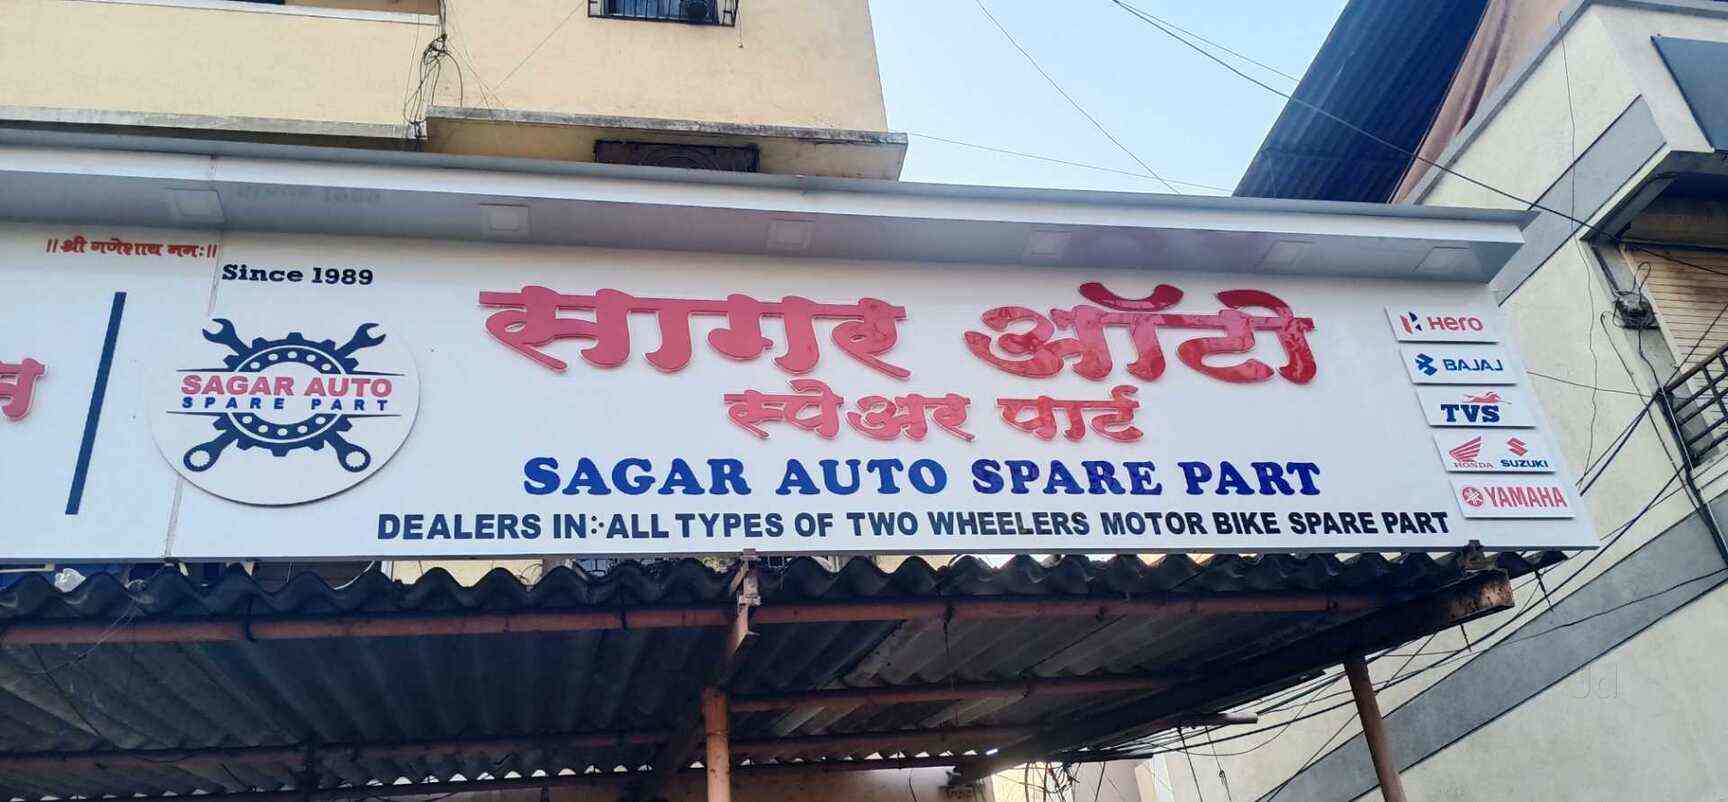 ॥श्री गणेशाय नमः॥
Since 1989
SAGAR AUTO
SPARE PART
सागर ऑटो
स्पेअर पार्ट
SAGAR AUTO SPARE PART
DEALERS IN:-ALL TYPES OF TWO WHEELERS MOTOR BIKE SPARE PART
Hero
BAJAJ
TVS
HONDA SUZUKI
YAMAHA
Jd